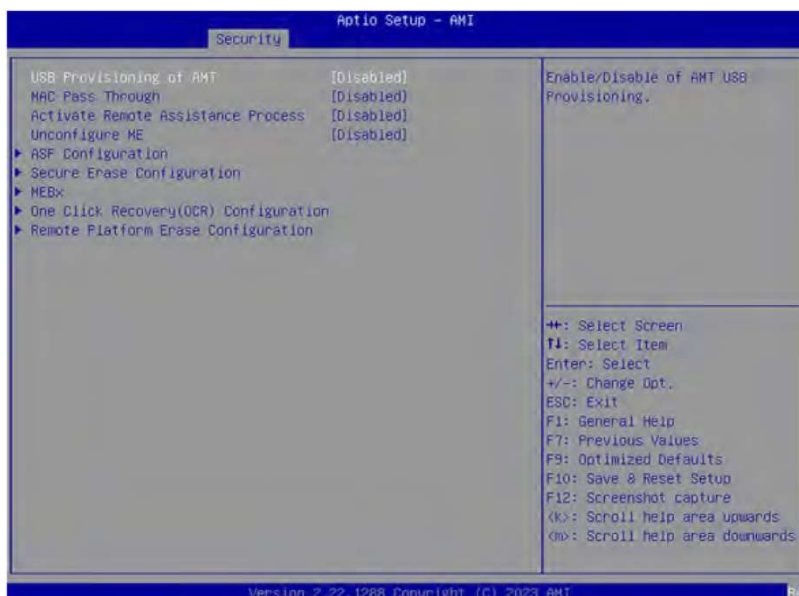 Aptio Setup - AMI
Security
USB Provisioning of AMT [Disabled]
MAC Pass Through [Disabled]
Activate Remote Assistance Process [Disabled]
Unconfigure ME [Disabled]
▶ ASF Configuration
▶ Secure Erase Configuration
▶ MEBx
▶ One Click Recovery(OCR) Configuration
▶ Remote Platform Erase Configuration
Enable/Disable of AMT USB
Provisioning.
→←: Select Screen
↑↓: Select Item
Enter: Select
+/-: Change Opt.
ESC: Exit
F1: General Help
F7: Previous Values
F9: Optimized Defaults
F10: Save & Reset Setup
F12: Screenshot capture
<k>: Scroll help area upwards
<m>: Scroll help area downwards
Version 2.22.1288 Copyright (C) 2023 AMI